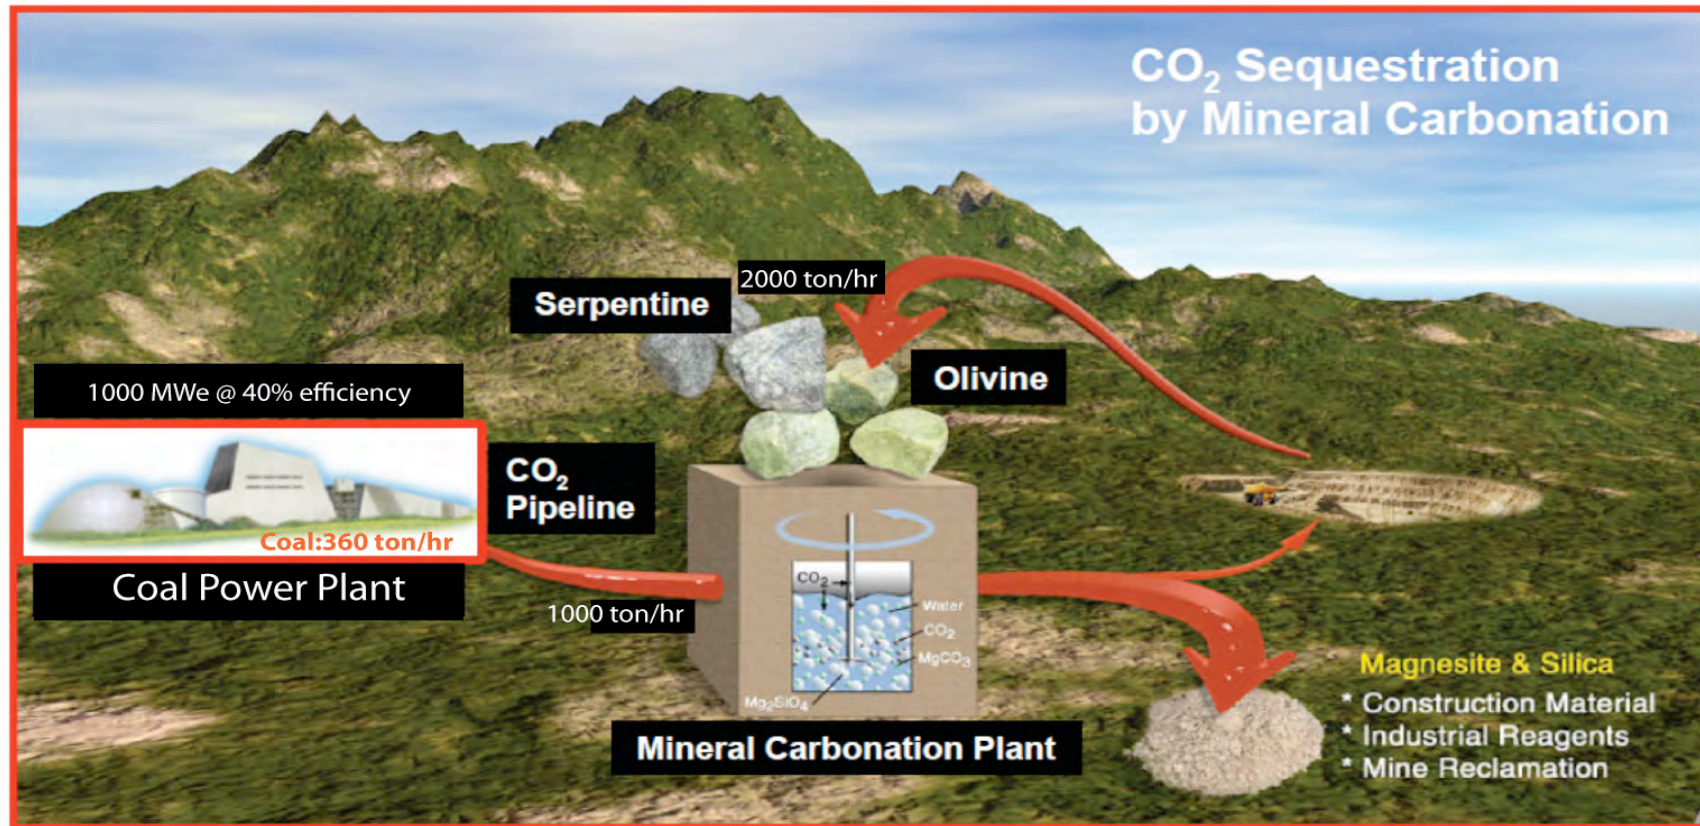 CO₂ Sequestration
by Mineral Carbonation
2000 ton/hr
Serpentine
Olivine
1000 MWe @ 40% efficiency
CO₂
Pipeline
Coal:360 ton/hr
Coal Power Plant
1000 ton/hr
CO₂
Water
CO₂
MgCO₃
Mg₂SiO₄
Mineral Carbonation Plant
Magnesite & Silica
* Construction Material
* Industrial Reagents
* Mine Reclamation